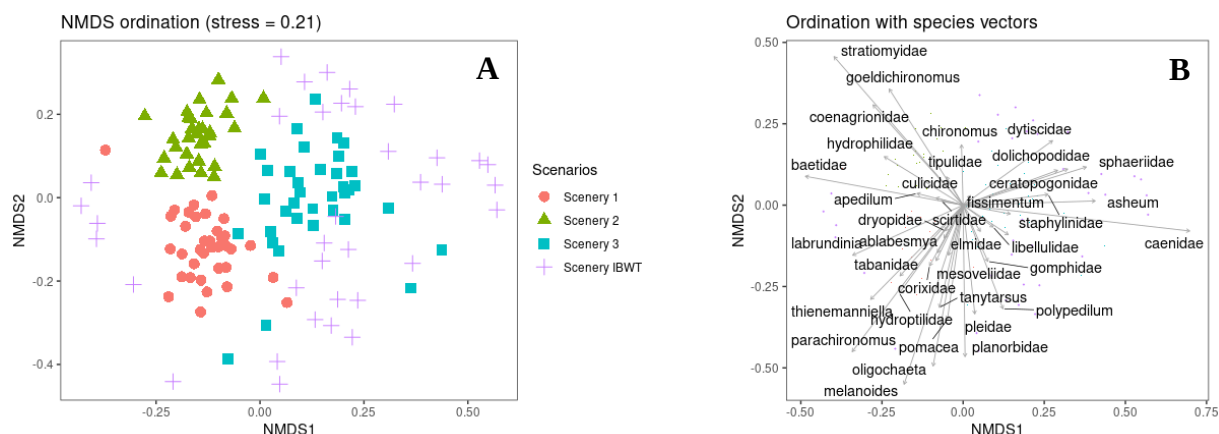 NMDS ordination (stress = 0.21)
A
NMDS2
0.2
0.0
-0.2
-0.4
-0.25
0.00
0.25
0.50
NMDS1
Scenarios
Scenery 1
Scenery 2
Scenery 3
Scenery IBWT
Ordination with species vectors
B
NMDS2
0.50
0.25
0.00
-0.25
-0.50
stratiomyidae
goeldichironomus
coenagrionidae
chironomus
dytiscidae
hydrophilidae
baetidae
tipulidae
dolichopodidae
sphaeriidae
culicidae
ceratopogonidae
apedilum
fissimentum
asheum
dryopidae
scirtidae
staphylinidae
labrundinia
ablabesmya
elmidae
libellulidae
caenidae
tabanidae
mesoveliidae
gomphidae
corixidae
tanytarsus
thienemanniella
hydroptilidae
polypedilum
pleidae
parachironomus
pomacea
planorbidae
oligochaeta
melanoides
-0.50
-0.25
0.00
0.25
0.50
0.75
NMDS1